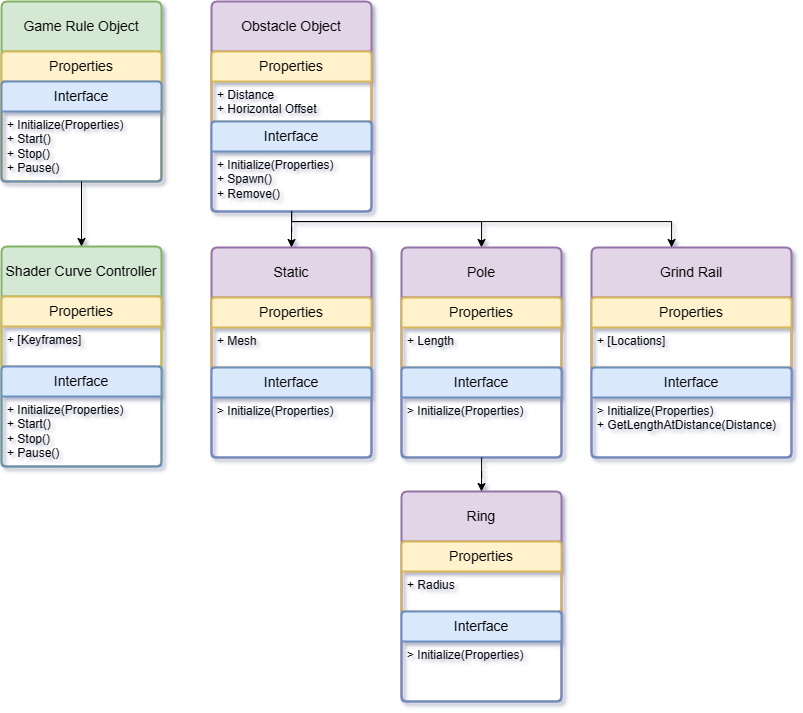 Game Rule Object
Properties
Interface
+ Initialize(Properties)
+ Start()
+ Stop()
+ Pause()
Obstacle Object
Properties
+ Distance
+ Horizontal Offset
Interface
+ Initialize(Properties)
+ Spawn()
+ Remove()
Shader Curve Controller
Properties
+ [Keyframes]
Interface
+ Initialize(Properties)
+ Start()
+ Stop()
+ Pause()
Static
Properties
+ Mesh
Interface
> Initialize(Properties)
Pole
Properties
+ Length
Interface
> Initialize(Properties)
Grind Rail
Properties
+ [Locations]
Interface
> Initialize(Properties)
+ GetLengthAtDistance(Distance)
Ring
Properties
+ Radius
Interface
> Initialize(Properties)